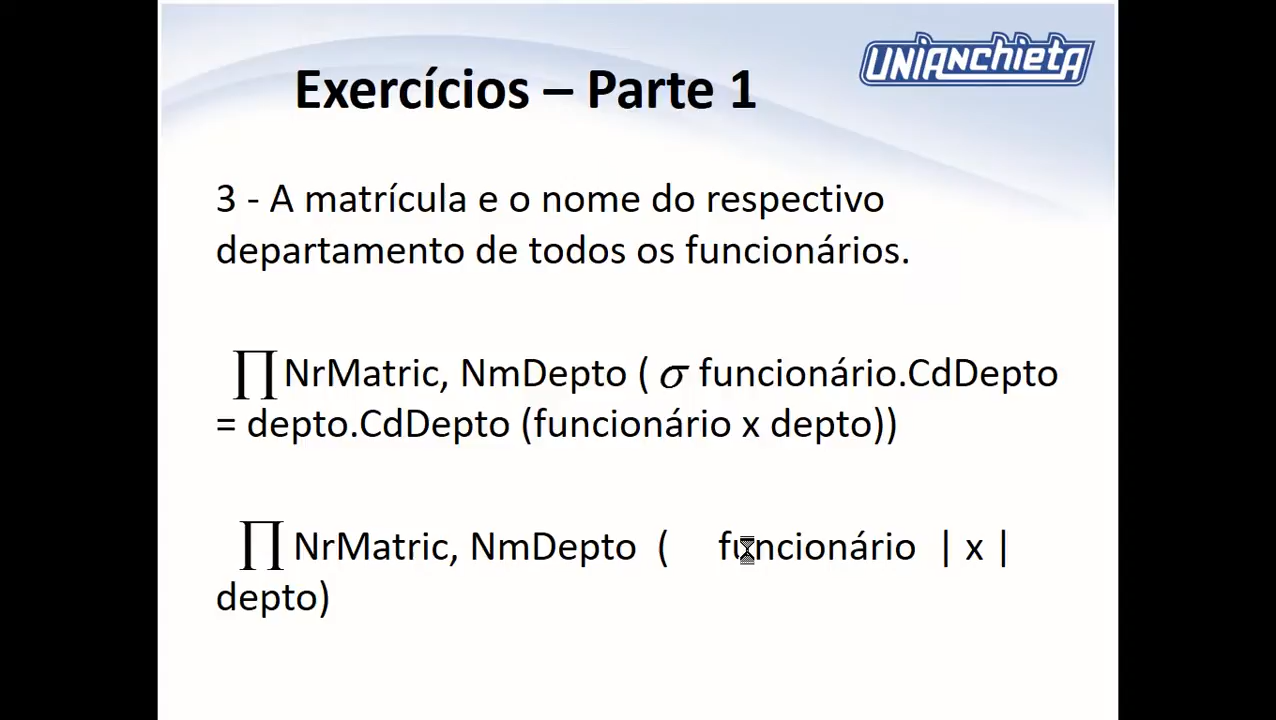 UNIANCHIETA
Exercícios – Parte 1
3 - A matrícula e o nome do respectivo
departamento de todos os funcionários.
∏ NrMatric, NmDepto ( σ funcionário.CdDepto
= depto.CdDepto (funcionário x depto))
∏ NrMatric, NmDepto ( funcionário | x |
depto)